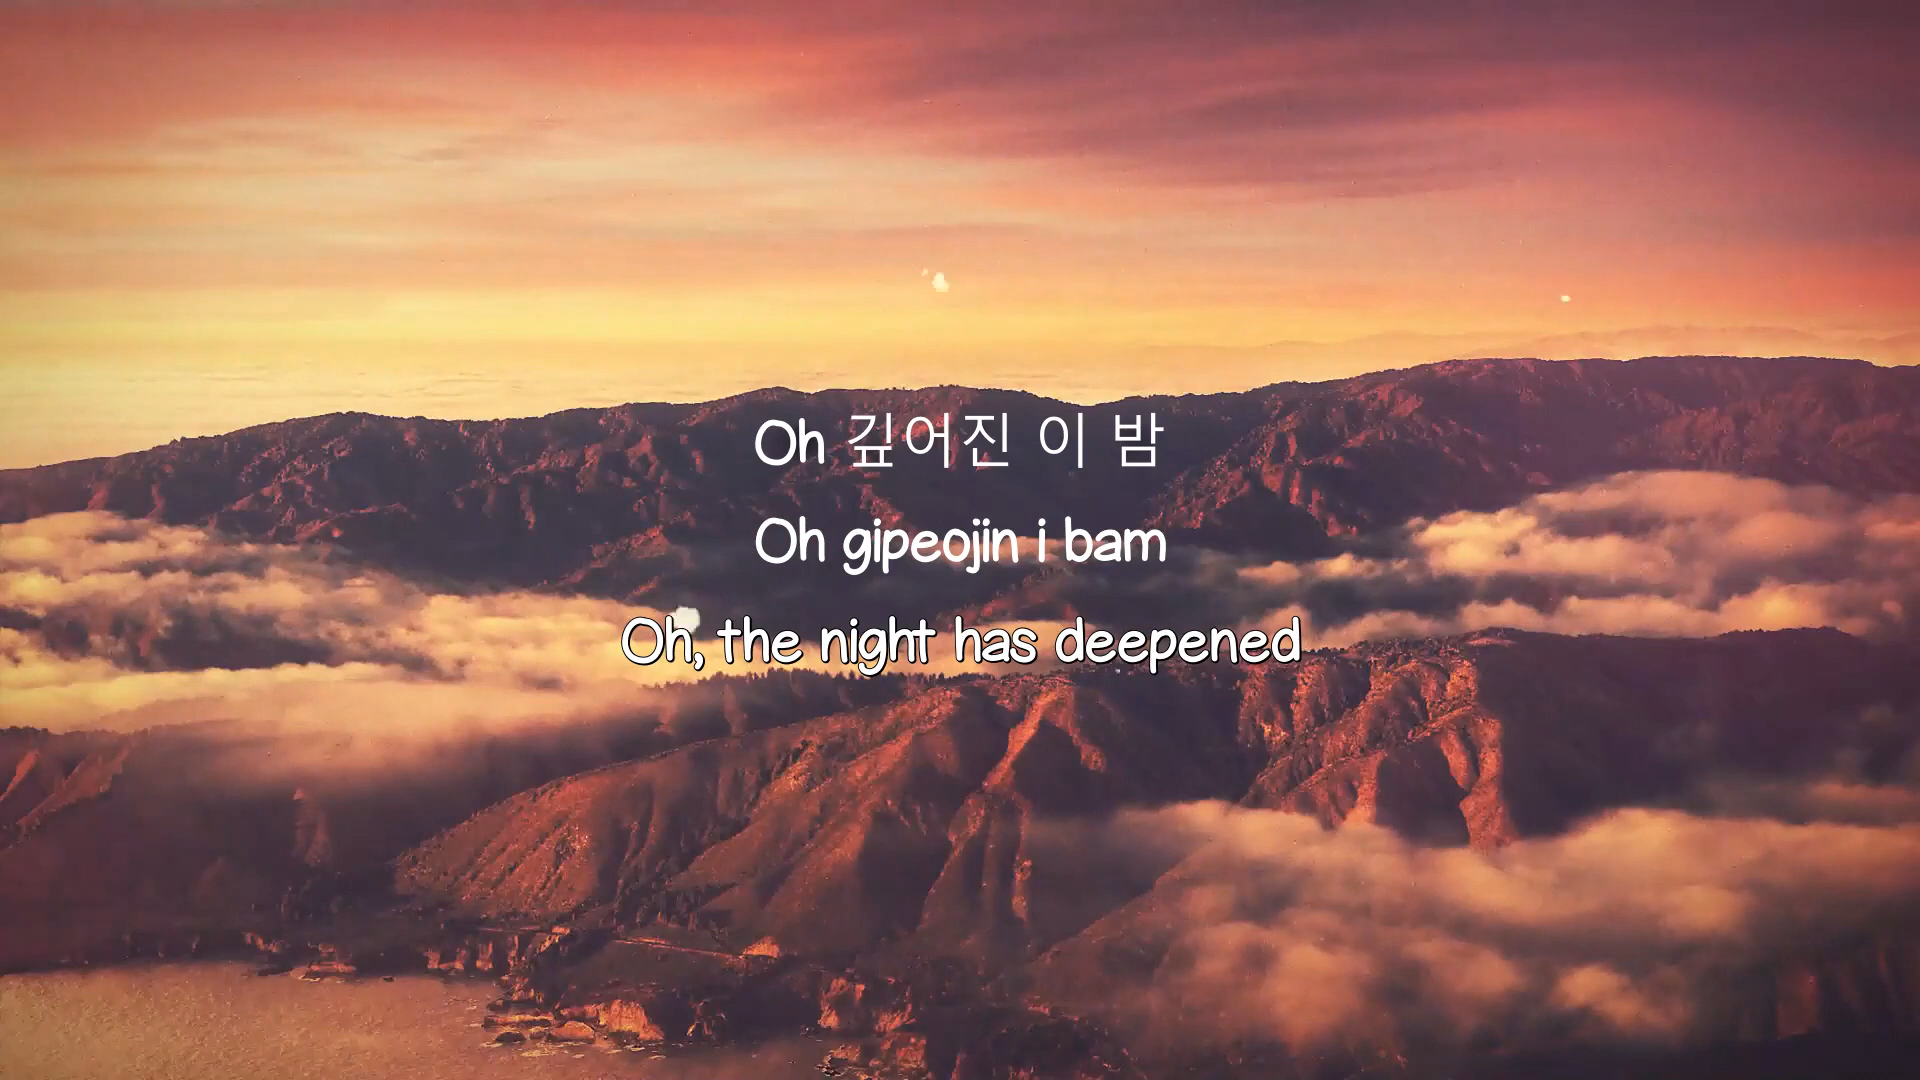 Oh 깊어진 이 밤
Oh gipeojin i bam
Oh, the night has deepened